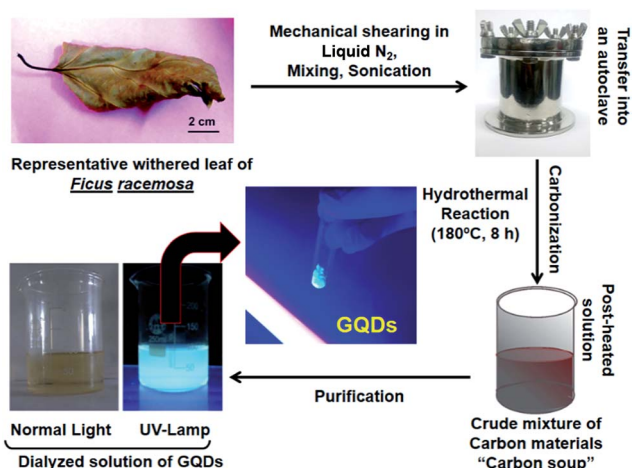 Mechanical shearing in
Liquid N₂,
Mixing, Sonication
Transfer into
an autoclave
2 cm
Representative withered leaf of
Ficus racemosa
Hydrothermal
Reaction
(180ºC, 8 h)
Carbonization
GQDs
Post-heated
solution
Purification
Normal Light
UV-Lamp
Dialyzed solution of GQDs
Crude mixture of
Carbon materials
“Carbon soup”